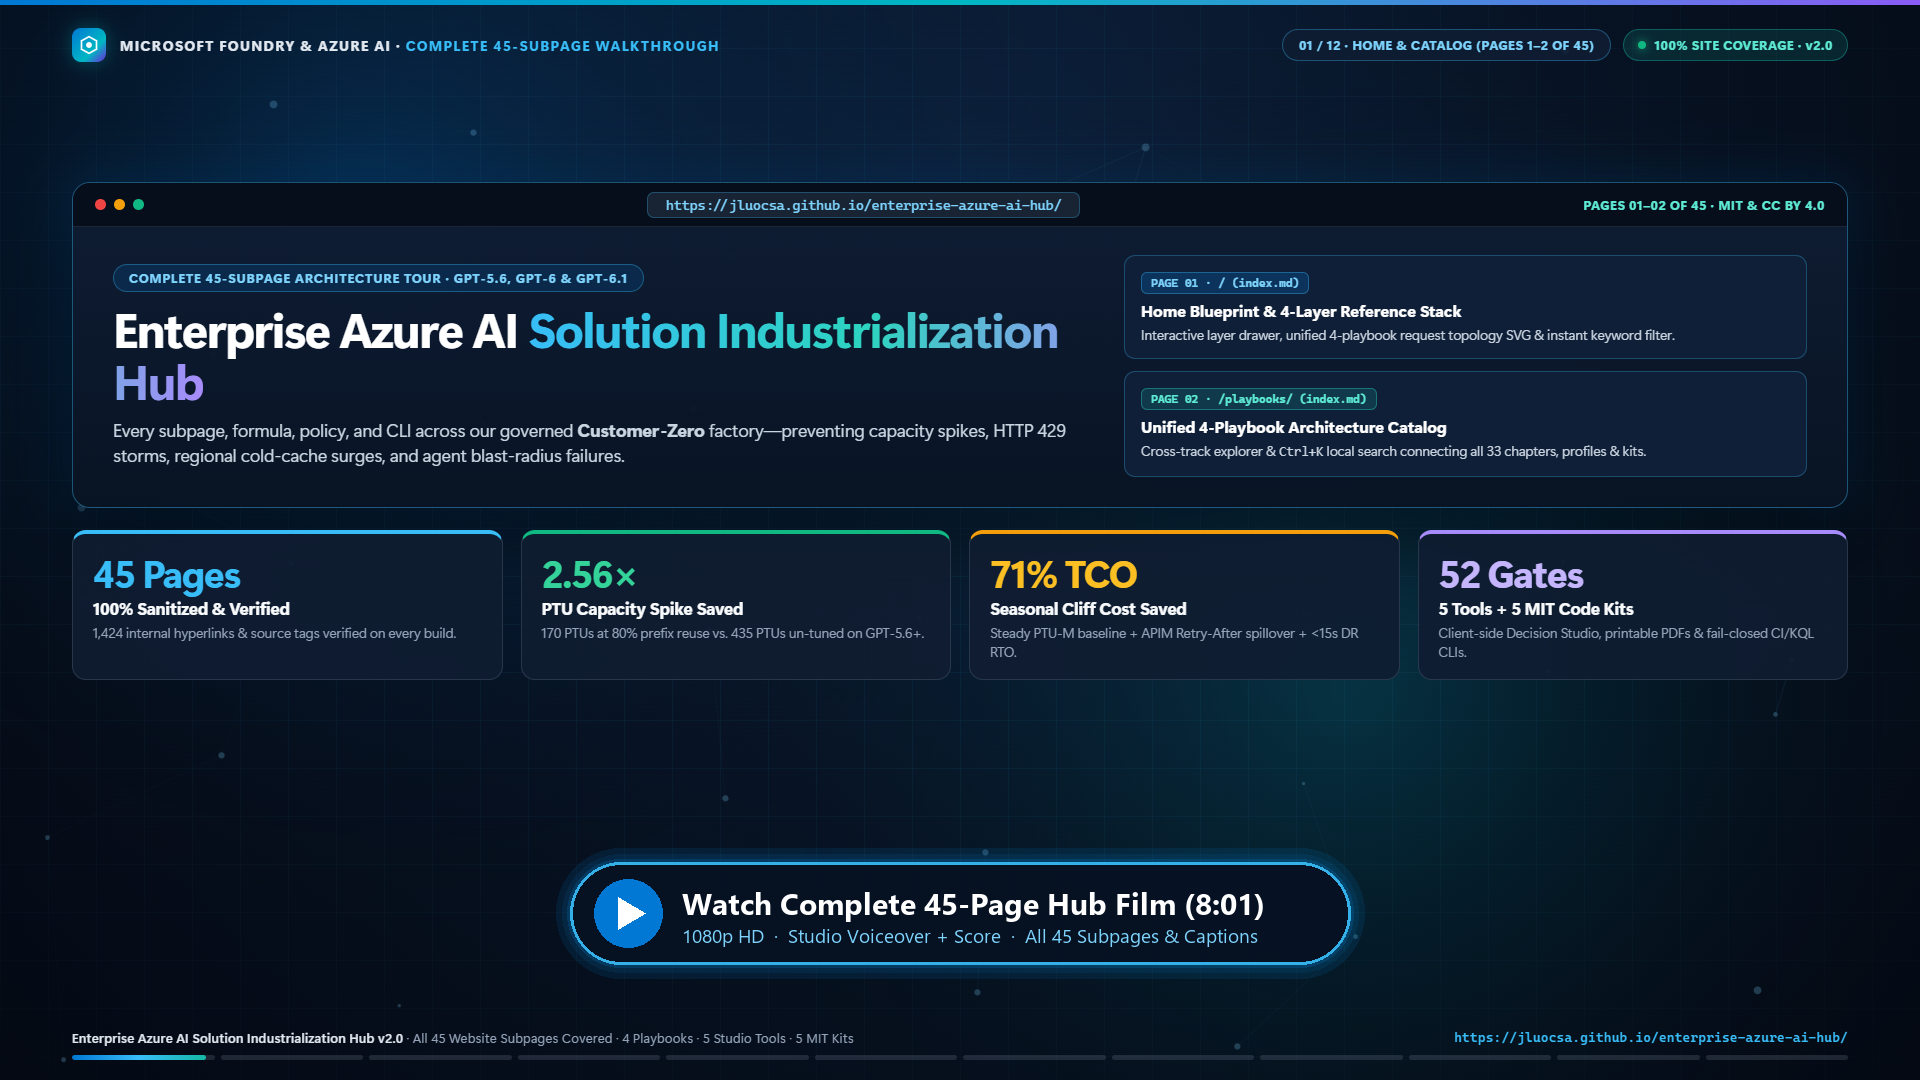 MICROSOFT FOUNDRY & AZURE AI · COMPLETE 45-SUBPAGE WALKTHROUGH
01 / 12 · HOME & CATALOG (PAGES 1–2 OF 45)
100% SITE COVERAGE · v2.0
https://jluocsa.github.io/enterprise-azure-ai-hub/
PAGES 01–02 OF 45 · MIT & CC BY 4.0
COMPLETE 45-SUBPAGE ARCHITECTURE TOUR · GPT-5.6, GPT-6 & GPT-6.1
Enterprise Azure AI Solution Industrialization
Hub
Every subpage, formula, policy, and CLI across our governed Customer-Zero factory—preventing capacity spikes, HTTP 429
storms, regional cold-cache surges, and agent blast-radius failures.
PAGE 01 · / (index.md)
Home Blueprint & 4-Layer Reference Stack
Interactive layer drawer, unified 4-playbook request topology SVG & instant keyword filter.
PAGE 02 · /playbooks/ (index.md)
Unified 4-Playbook Architecture Catalog
Cross-track explorer & Ctrl+K local search connecting all 33 chapters, profiles & kits.
45 Pages
100% Sanitized & Verified
1,424 internal hyperlinks & source tags verified on every build.
2.56×
PTU Capacity Spike Saved
170 PTUs at 80% prefix reuse vs. 435 PTUs un-tuned on GPT-5.6+.
71% TCO
Seasonal Cliff Cost Saved
Steady PTU-M baseline + APIM Retry-After spillover + <15s DR
RTO.
52 Gates
5 Tools + 5 MIT Code Kits
Client-side Decision Studio, printable PDFs & fail-closed CI/KQL
CLIs.
Watch Complete 45-Page Hub Film (8:01)
1080p HD · Studio Voiceover + Score · All 45 Subpages & Captions
Enterprise Azure AI Solution Industrialization Hub v2.0 · All 45 Website Subpages Covered · 4 Playbooks · 5 Studio Tools · 5 MIT Kits
https://jluocsa.github.io/enterprise-azure-ai-hub/